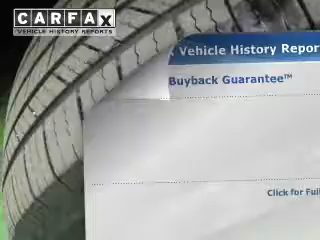 CARFAX
VEHICLE HISTORY REPORTS
Vehicle History Repor
Buyback Guarantee™
Click for Ful